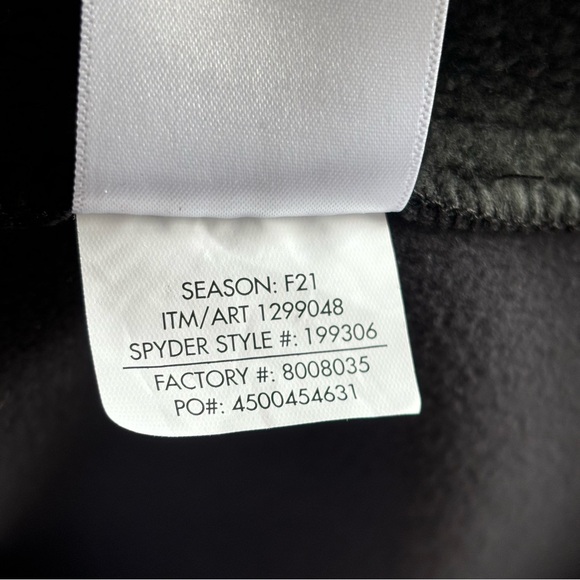 SEASON: F21
ITM/ART 1299048
SPYDER STYLE #: 199306
FACTORY #: 8008035
PO#: 4500454631